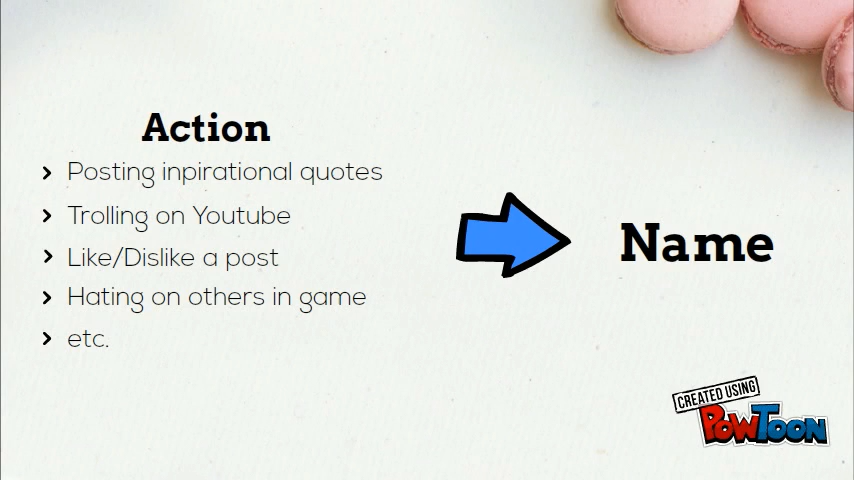 Action
Posting inpirational quotes
Trolling on Youtube
Like/Dislike a post
Hating on others in game
etc.
Name
CREATED USING
POWTOON